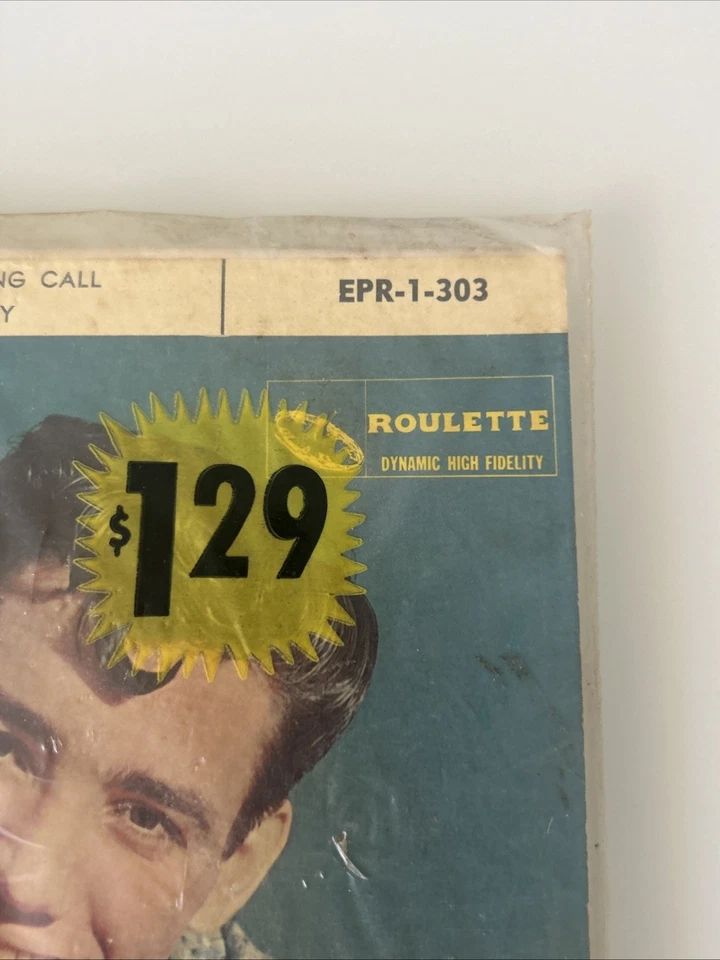 NG CALL
Y
EPR-1-303
ROULETTE
DYNAMIC HIGH FIDELITY
$129